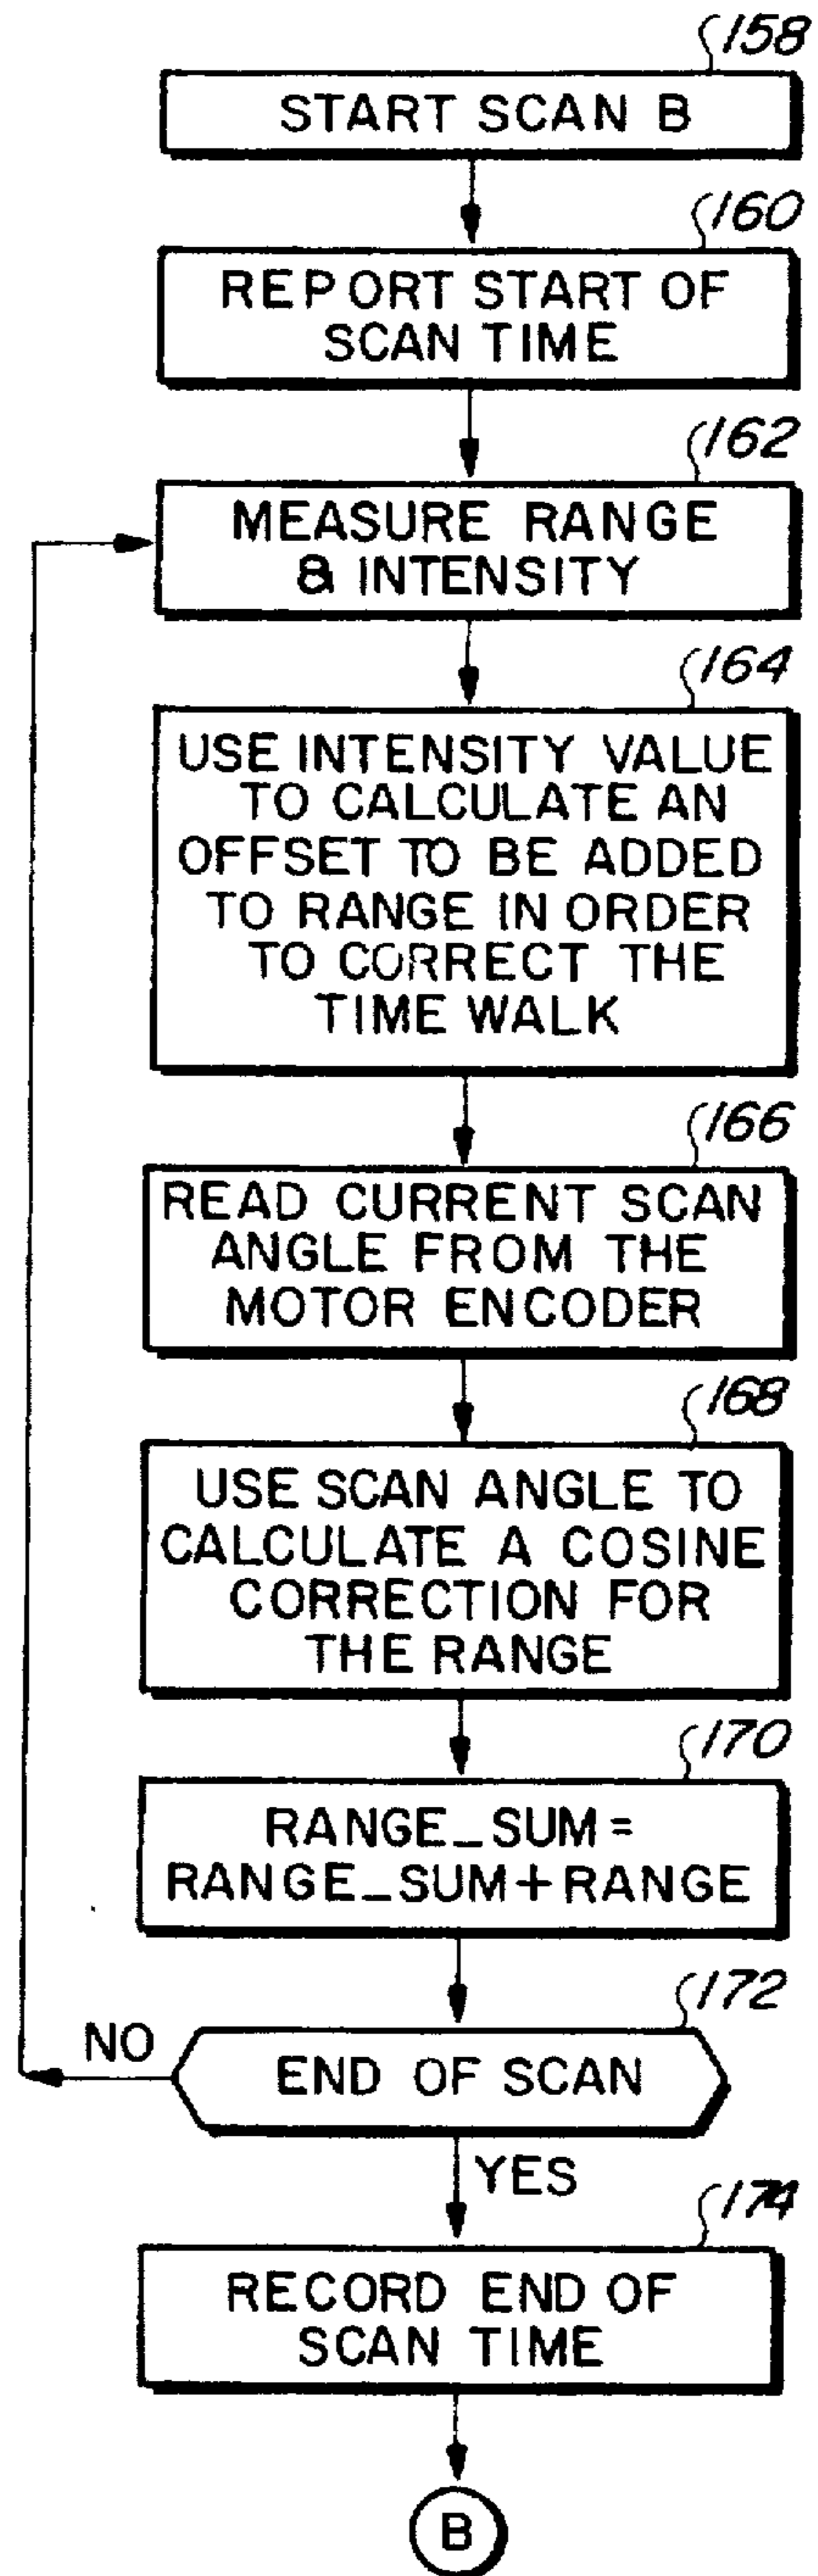 158
START SCAN B
160
REPORT START OF
SCAN TIME
162
MEASURE RANGE
& INTENSITY
164
USE INTENSITY VALUE
TO CALCULATE AN
OFFSET TO BE ADDED
TO RANGE IN ORDER
TO CORRECT THE
TIME WALK
166
READ CURRENT SCAN
ANGLE FROM THE
MOTOR ENCODER
168
USE SCAN ANGLE TO
CALCULATE A COSINE
CORRECTION FOR
THE RANGE
170
RANGE_SUM =
RANGE_SUM+RANGE
172
NO
END OF SCAN
YES
174
RECORD END OF
SCAN TIME
B